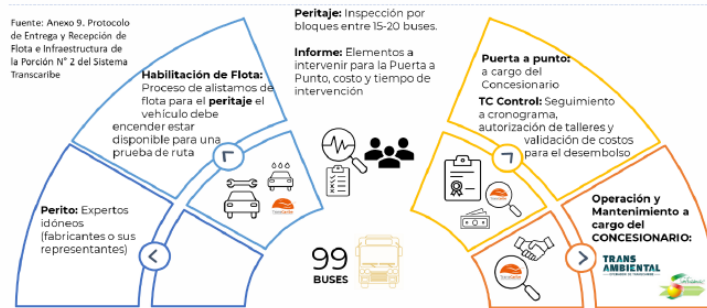 Fuente: Anexo 9. Protocolo
de Entrega y Recepción de
Flota e Infraestructura de
la Porción N° 2 del Sistema
Transcaribe
Peritaje: Inspección por
bloques entre 15-20 buses.
Informe: Elementos a
intervenir para la Puerta a
Punto, costo y tiempo de
intervención
Habilitación de Flota:
Proceso de alistamos de
flota para el peritaje el
vehículo debe
encender estar
disponible para una
prueba de ruta
Perito: Expertos
idóneos
(fabricantes o sus
representantes)
99
BUSES
Puerta a punto:
a cargo del
Concesionario
TC Control: Seguimiento
a cronograma,
autorización de talleres y
validación de costos
para el desembolso
Operación y
Mantenimiento a
cargo del
CONCESIONARIO:
TRANS
AMBIENTAL